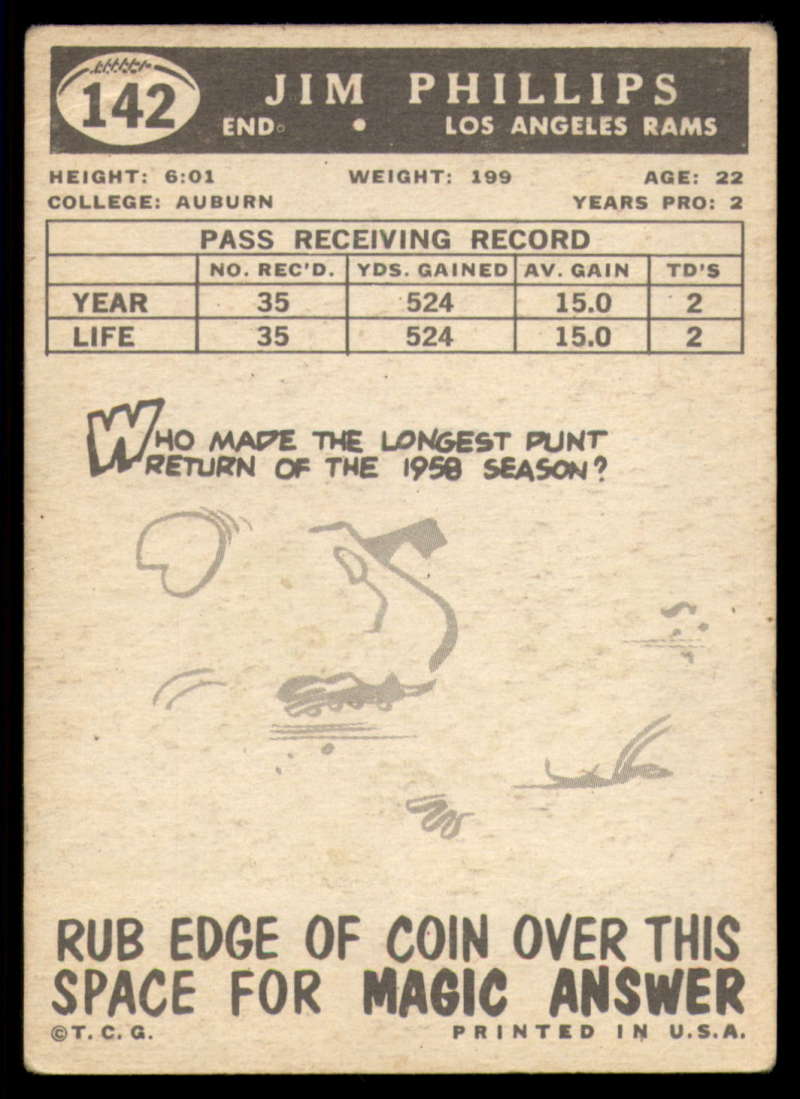 142
JIM PHILLIPS
END • LOS ANGELES RAMS
HEIGHT: 6:01 WEIGHT: 199 AGE: 22
COLLEGE: AUBURN YEARS PRO: 2
PASS RECEIVING RECORD
NO. REC'D. YDS. GAINED AV. GAIN TD'S
YEAR 35 524 15.0 2
LIFE 35 524 15.0 2
WHO MADE THE LONGEST PUNT
RETURN OF THE 1958 SEASON?
RUB EDGE OF COIN OVER THIS
SPACE FOR MAGIC ANSWER
©T.C.G. PRINTED IN U.S.A.